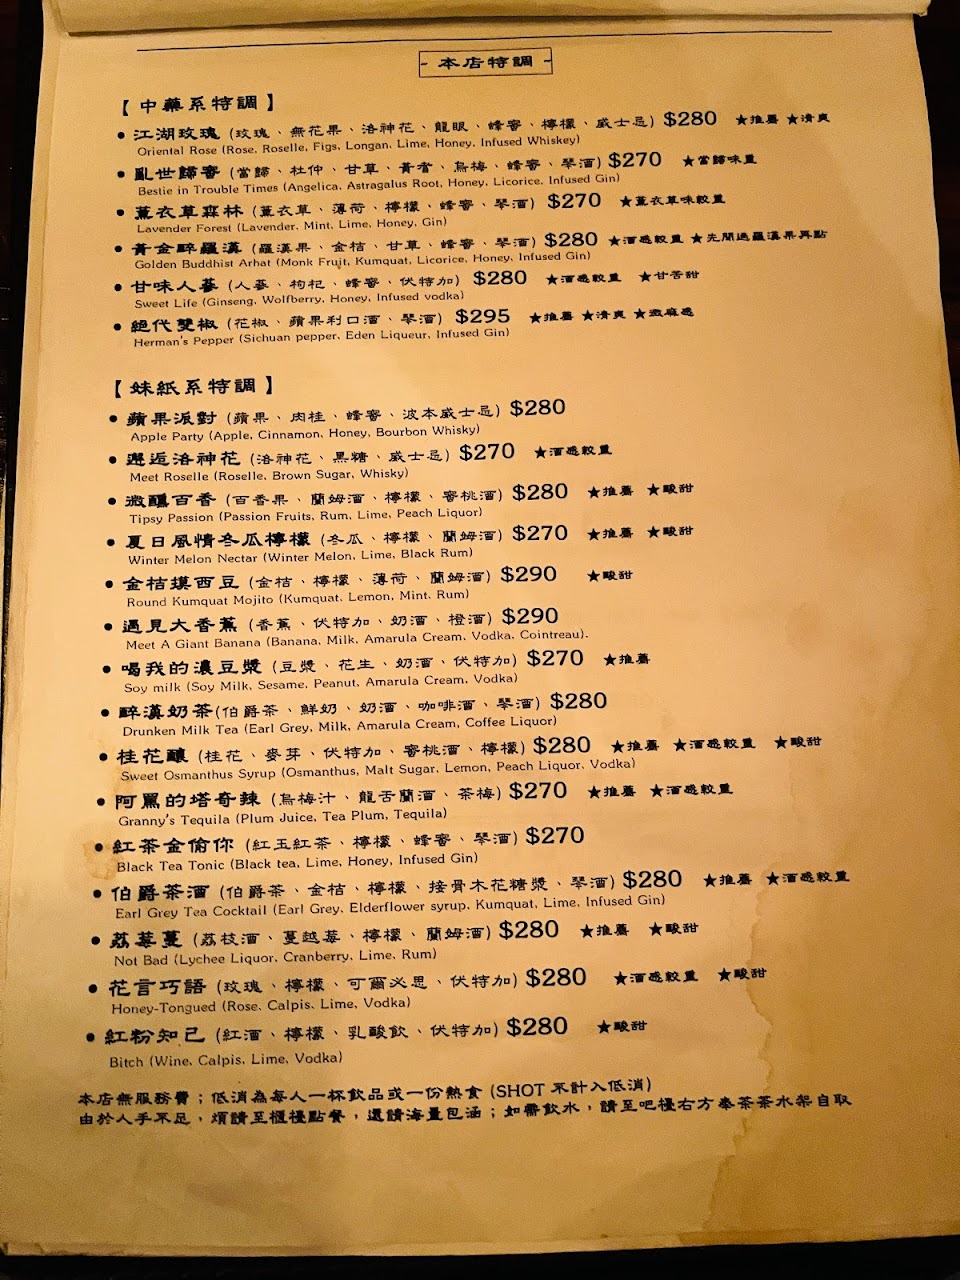 - 本店特調 -
【中藥系特調】
• 江湖玫瑰 (玫瑰、無花果、洛神花、龍眼、蜂蜜、檸檬、威士忌) $280 ★推薦 ★清爽
Oriental Rose (Rose, Roselle, Figs, Longan, Lime, Honey, Infused Whiskey)
• 亂世歸審 (當歸、杜仲、甘草、黃耆、烏梅、蜂蜜、琴酒) $270 ★當歸味重
Bestie in Trouble Times (Angelica, Astragalus Root, Honey, Licorice, Infused Gin)
• 薰衣草森林 (薰衣草、薄荷、檸檬、蜂蜜、琴酒) $270 ★薰衣草味較重
Lavender Forest (Lavender, Mint, Lime, Honey, Gin)
• 黃金醉羅漢 (羅漢果、金桔、甘草、蜂蜜、琴酒) $280 ★酒感較重 ★先聞過羅漢果再點
Golden Buddhist Arhat (Monk Fruit, Kumquat, Licorice, Honey, Infused Gin)
• 甘味人蔘 (人蔘、枸杞、蜂蜜、伏特加) $280 ★酒感較重 ★甘苦甜
Sweet Life (Ginseng, Wolfberry, Honey, Infused vodka)
• 絕代雙椒 (花椒、蘋果利口酒、琴酒) $295 ★推薦 ★清爽 ★微麻感
Herman's Pepper (Sichuan pepper, Eden Liqueur, Infused Gin)
【妹紙系特調】
• 蘋果派對 (蘋果、肉桂、蜂蜜、波本威士忌) $280
Apple Party (Apple, Cinnamon, Honey, Bourbon Whisky)
• 邂逅洛神花 (洛神花、黑糖、威士忌) $270 ★酒感較重
Meet Roselle (Roselle, Brown Sugar, Whisky)
• 微醺百香 (百香果、蘭姆酒、檸檬、蜜桃酒) $280 ★推薦 ★酸甜
Tipsy Passion (Passion Fruits, Rum, Lime, Peach Liquor)
• 夏日風情冬瓜檸檬 (冬瓜、檸檬、蘭姆酒) $270 ★推薦 ★酸甜
Winter Melon Nectar (Winter Melon, Lime, Black Rum)
• 金桔摸西豆 (金桔、檸檬、薄荷、蘭姆酒) $290 ★酸甜
Round Kumquat Mojito (Kumquat, Lemon, Mint, Rum)
• 遇見大香蕉 (香蕉、伏特加、奶酒、橙酒) $290
Meet A Giant Banana (Banana, Milk, Amarula Cream, Vodka, Cointreau).
• 喝我的濃豆漿 (豆漿、花生、奶酒、伏特加) $270 ★推薦
Soy milk (Soy Milk, Sesame, Peanut, Amarula Cream, Vodka)
• 醉漢奶茶(伯爵茶、鮮奶、奶酒、咖啡酒、琴酒) $280
Drunken Milk Tea (Earl Grey, Milk, Amarula Cream, Coffee Liquor)
• 桂花釀 (桂花、麥芽、伏特加、蜜桃酒、檸檬) $280 ★推薦 ★酒感較重 ★酸甜
Sweet Osmanthus Syrup (Osmanthus, Malt Sugar, Lemon, Peach Liquor, Vodka)
• 阿罵的塔奇辣 (烏梅汁、龍舌蘭酒、茶梅) $270 ★推薦 ★酒感較重
Granny's Tequila (Plum Juice, Tea Plum, Tequila)
• 紅茶金偷你 (紅玉紅茶、檸檬、蜂蜜、琴酒) $270
Black Tea Tonic (Black tea, Lime, Honey, Infused Gin)
• 伯爵茶酒 (伯爵茶、金桔、檸檬、接骨木花糖漿、琴酒) $280 ★推薦 ★酒感較重
Earl Grey Tea Cocktail (Earl Grey, Elderflower syrup, Kumquat, Lime, Infused Gin)
• 荔莓蔓 (荔枝酒、蔓越莓、檸檬、蘭姆酒) $280 ★推薦 ★酸甜
Not Bad (Lychee Liquor, Cranberry, Lime, Rum)
• 花言巧語 (玫瑰、檸檬、可爾必思、伏特加) $280 ★酒感較重 ★酸甜
Honey-Tongued (Rose, Calpis, Lime, Vodka)
• 紅粉知己 (紅酒、檸檬、乳酸飲、伏特加) $280 ★酸甜
Bitch (Wine, Calpis, Lime, Vodka)
本店無服務費；低消為每人一杯飲品或一份熱食 (SHOT 不計入低消)
由於人手不足，煩請至櫃檯點餐，還請海量包涵；如需飲水，請至吧檯右方奉茶茶水架自取